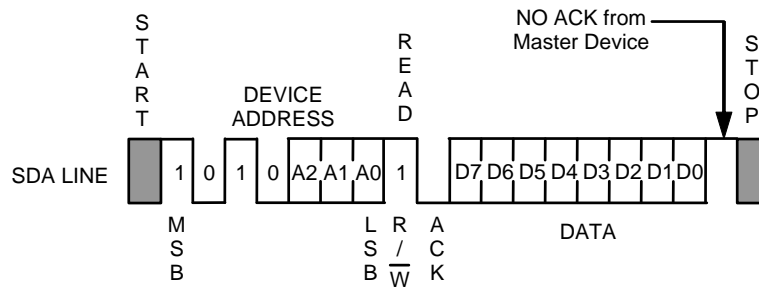 START
DEVICE
ADDRESS
READ
NO ACK from
Master Device
STOP
SDA LINE
1 0 1 0 A2 A1 A0 1 D7 D6 D5 D4 D3 D2 D1 D0
MSB
LSB
R/W̅
ACK
DATA